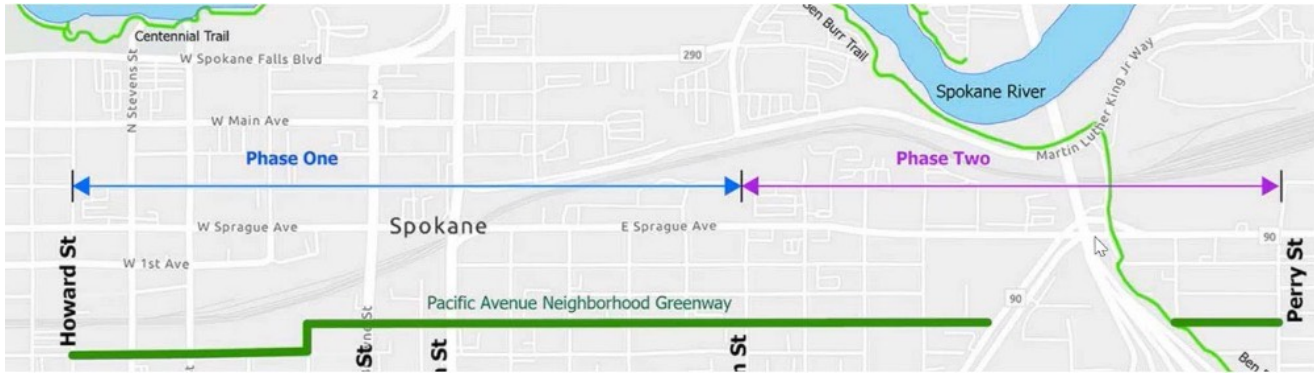 Centennial Trail
W Spokane Falls Blvd
290
Ben Burr Trail
Spokane River
N Stevens St
2
W Main Ave
Martin Luther King Jr Way
Phase One
Phase Two
W Sprague Ave
Spokane
E Sprague Ave
90
Howard St
W 1st Ave
Pacific Avenue Neighborhood Greenway
90
Perry St
St
St
St
St
Ben